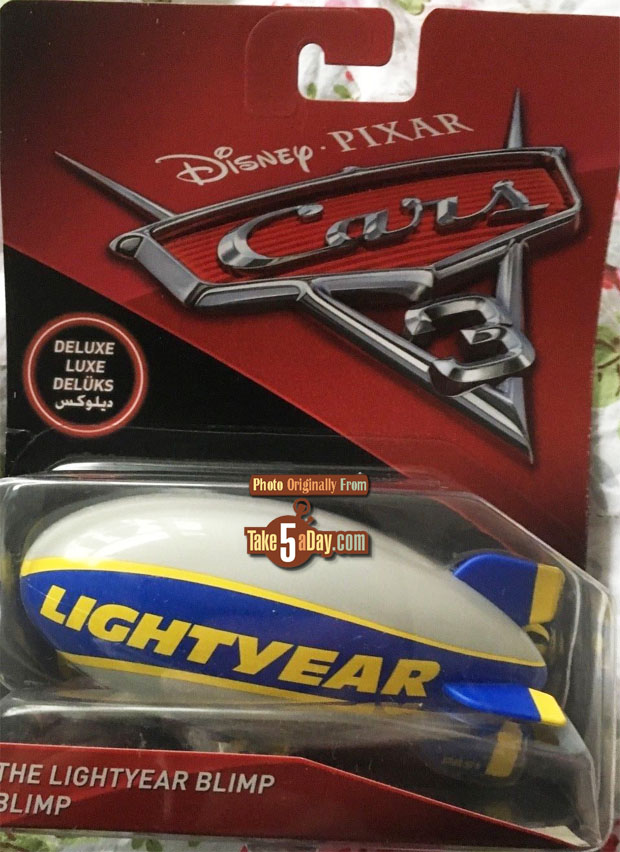 Disney · PIXAR
Cars
3
DELUXE
LUXE
DELÜKS
ديلوكس
Photo Originally From
Take5aDay.com
LIGHTYEAR
THE LIGHTYEAR BLIMP
BLIMP